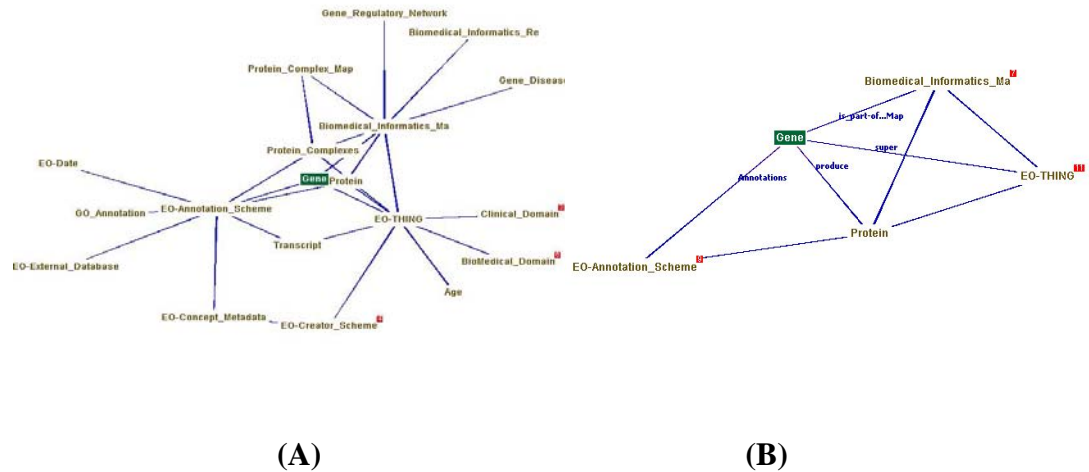 Gene_Regulatory_Network
Biomedical_Informatics_Re
Protein_Complex_Map
Gene_Diseas
Biomedical_Informatics_Ma
Protein_Complexes
EO-Date
Gene Protein
GO_Annotation
EO-Annotation_Scheme
EO-THING
Clinical_Domain
Transcript
EO-External_Database
BioMedical_Domain
Age
EO-Concept_Metadata
EO-Creator_Scheme
(A)
Biomedical_Informatics_Ma 7
is_part-of...Map
Gene
super
produce
Annotations
EO-THING
Protein
EO-Annotation_Scheme
(B)